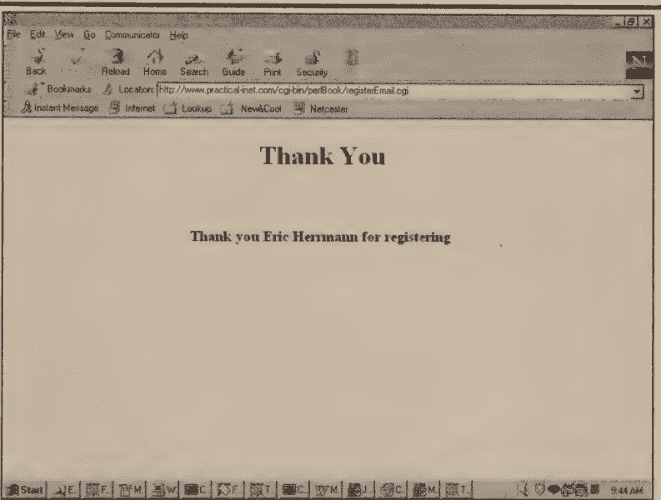 File Edit View Go Communicator Help
Back Reload Home Search Guide Print Security
N
Bookmarks Location: http://www.practical-inet.com/cgi-bin/perlBook/registerEmail.cgi
Instant Message Internet Lookup New&Cool Netcaster
Thank You
Thank you Eric Herrmann for registering
Start E.. F.. M.. W.. C.. F.. T.. C.. M.. J.. C.. M.. T.. 9:44 AM